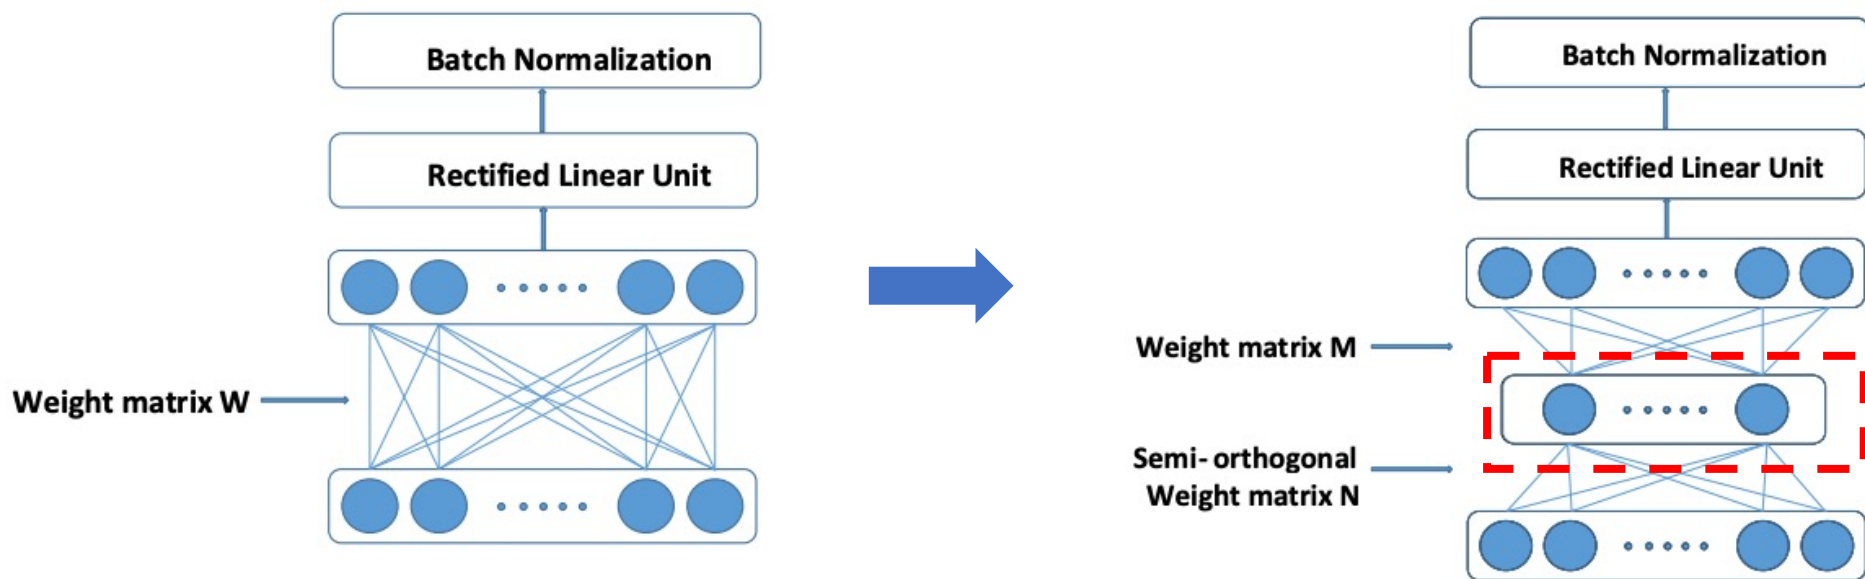 Batch Normalization
Rectified Linear Unit
Weight matrix W
Batch Normalization
Rectified Linear Unit
Weight matrix M
Semi- orthogonal
Weight matrix N